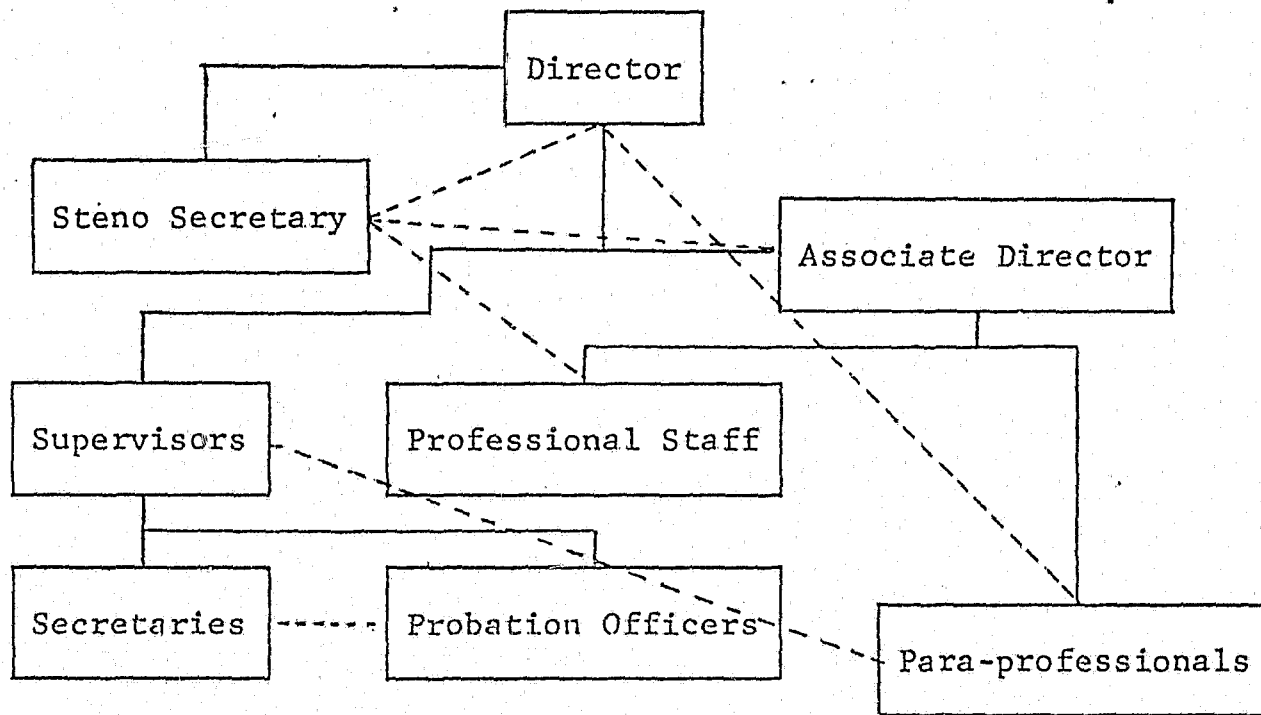 Director
Steno Secretary
Associate Director
Supervisors
Professional Staff
Secretaries
Probation Officers
Para-professionals